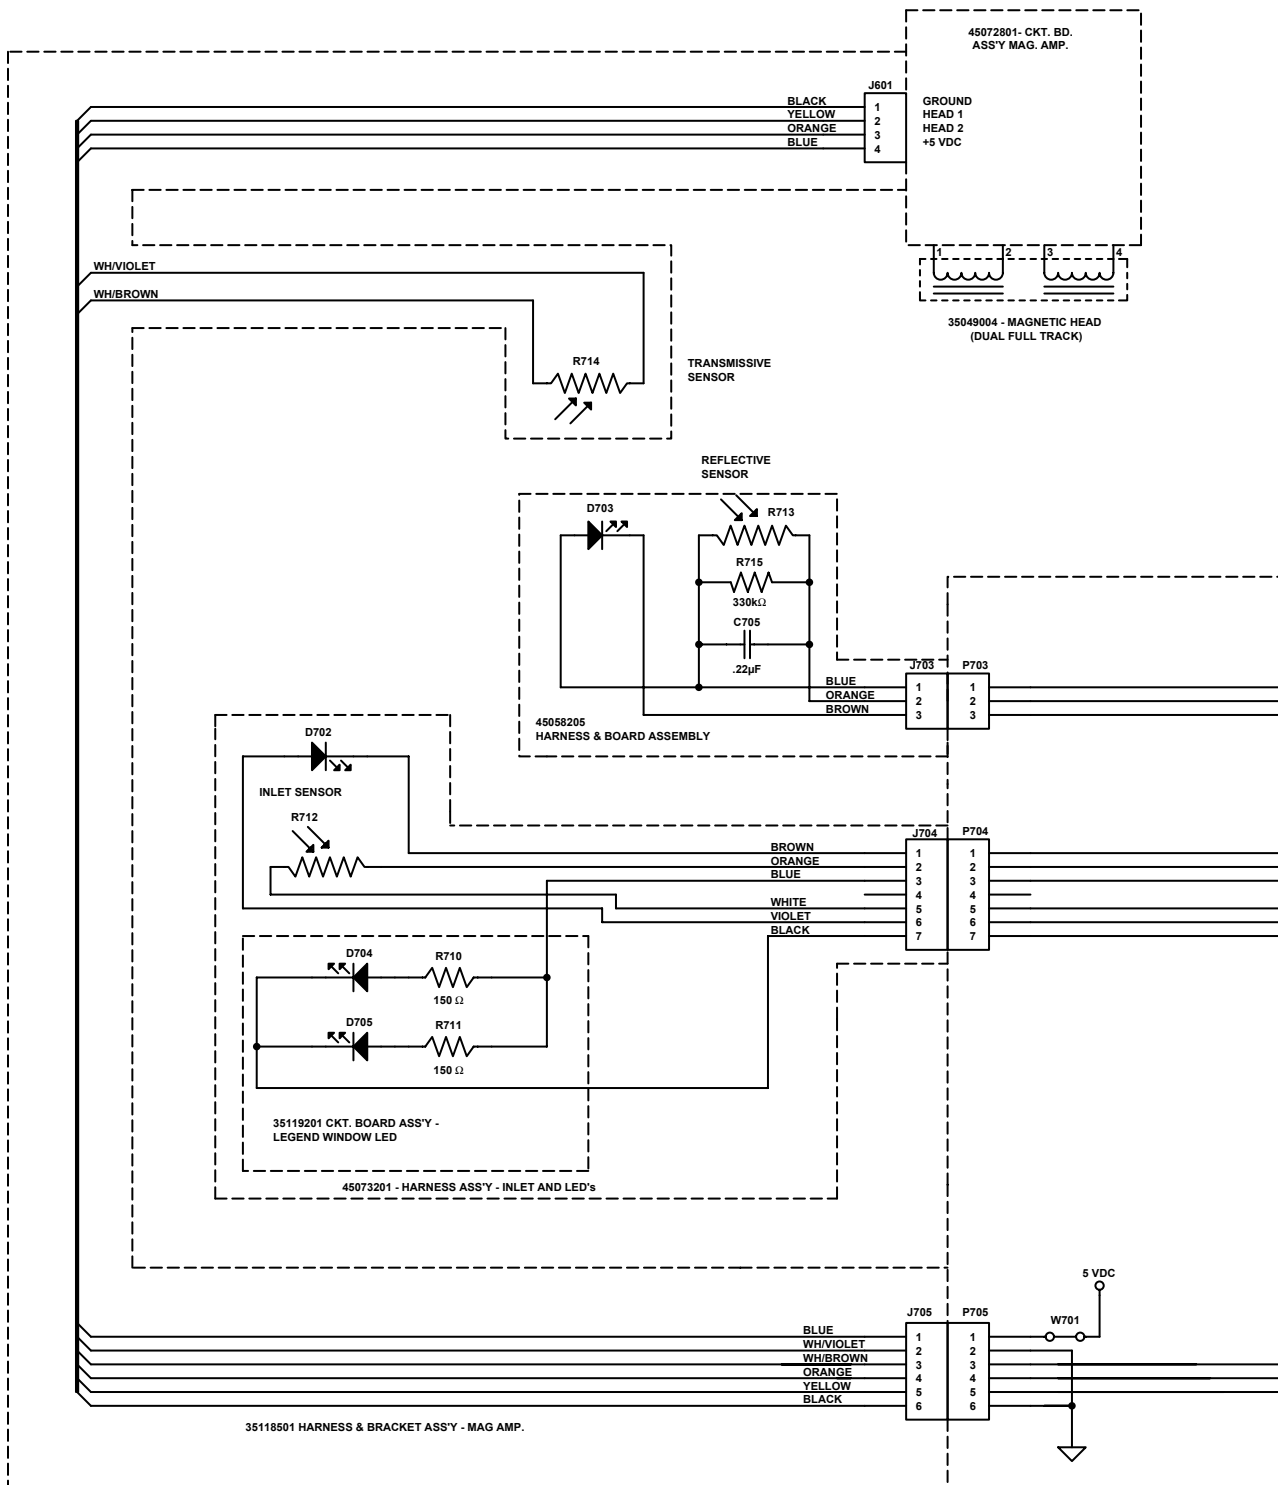 45072801- CKT. BD.
ASS'Y MAG. AMP.
J601
BLACK 1 GROUND
YELLOW 2 HEAD 1
ORANGE 3 HEAD 2
BLUE 4 +5 VDC
1 2 3 4
35049004 - MAGNETIC HEAD
(DUAL FULL TRACK)
WH/VIOLET
WH/BROWN
R714
TRANSMISSIVE
SENSOR
REFLECTIVE
SENSOR
D703
R713
R715
330kΩ
C705
.22µF
J703 P703
BLUE 1 1
ORANGE 2 2
BROWN 3 3
45058205
HARNESS & BOARD ASSEMBLY
D702
INLET SENSOR
R712
J704 P704
BROWN 1 1
ORANGE 2 2
BLUE 3 3
4 4
WHITE 5 5
VIOLET 6 6
BLACK 7 7
D704 R710
150 Ω
D705 R711
150 Ω
35119201 CKT. BOARD ASS'Y -
LEGEND WINDOW LED
45073201 - HARNESS ASS'Y - INLET AND LED's
5 VDC
W701
J705 P705
BLUE 1 1
WH/VIOLET 2 2
WH/BROWN 3 3
ORANGE 4 4
YELLOW 5 5
BLACK 6 6
35118501 HARNESS & BRACKET ASS'Y - MAG AMP.